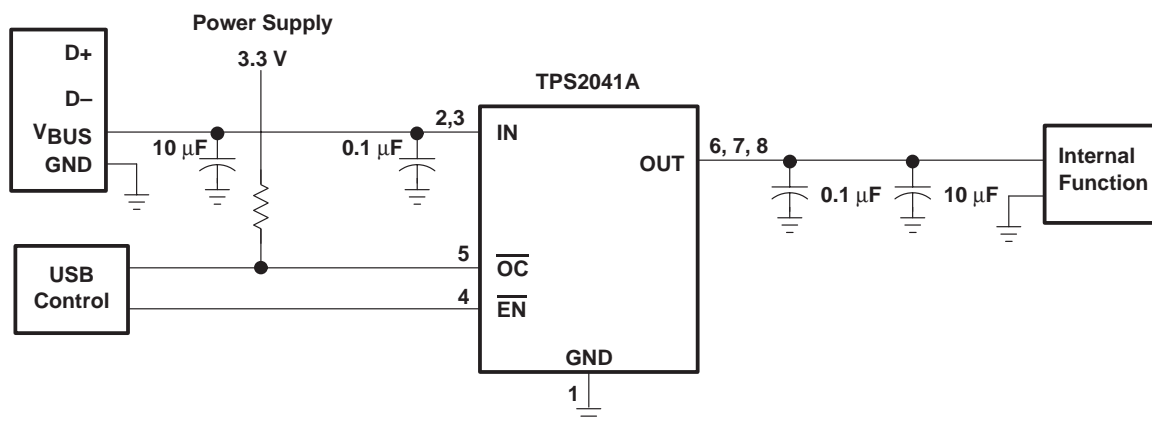 Power Supply
3.3 V
D+
D–
VBUS
GND
10 μF
0.1 μF
TPS2041A
2,3
IN
OUT
6, 7, 8
0.1 μF
10 μF
Internal
Function
USB
Control
5
OC
4
EN
GND
1